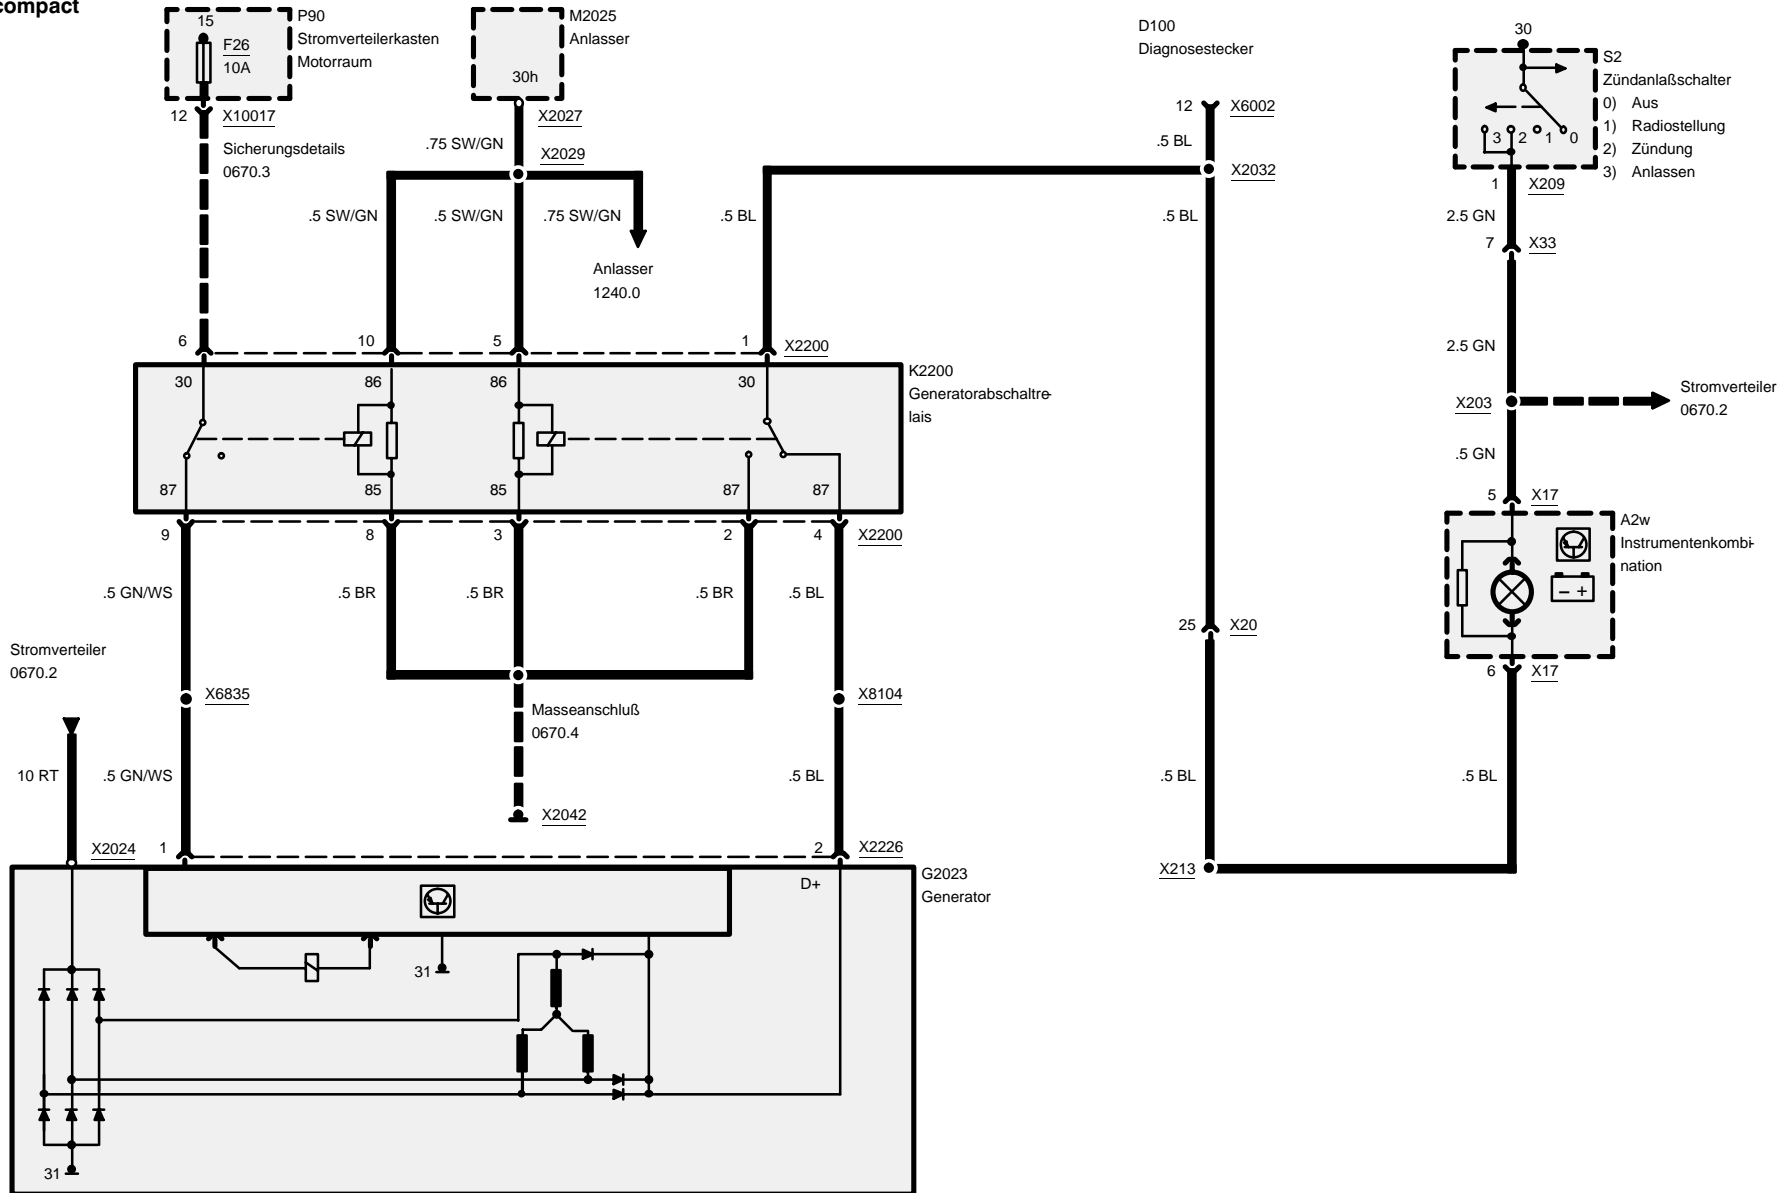 compact
15
F26
10A
P90
Stromverteilerkasten
Motorraum
12
X10017
Sicherungsdetails
0670.3
M2025
Anlasser
30h
X2027
.75 SW/GN
X2029
.5 SW/GN
.5 SW/GN
.75 SW/GN
Anlasser
1240.0
.5 BL
D100
Diagnosestecker
12
X6002
.5 BL
X2032
.5 BL
30
S2
Zündanlaßschalter
0) Aus
1) Radiostellung
2) Zündung
3) Anlassen
3 2 1 0
1
X209
2.5 GN
7
X33
2.5 GN
X203
Stromverteiler
0670.2
.5 GN
5
X17
A2w
Instrumentenkombi-
nation
– +
6
X17
6
10
5
1
X2200
30
86
86
30
K2200
Generatorabschaltre-
lais
87
85
85
87
87
9
8
3
2
4
X2200
.5 GN/WS
.5 BR
.5 BR
.5 BR
.5 BL
25
X20
Stromverteiler
0670.2
X6835
X8104
Masseanschluß
0670.4
10 RT
.5 GN/WS
.5 BL
.5 BL
.5 BL
X2042
X2024
1
2
X2226
X213
D+
G2023
Generator
31
31